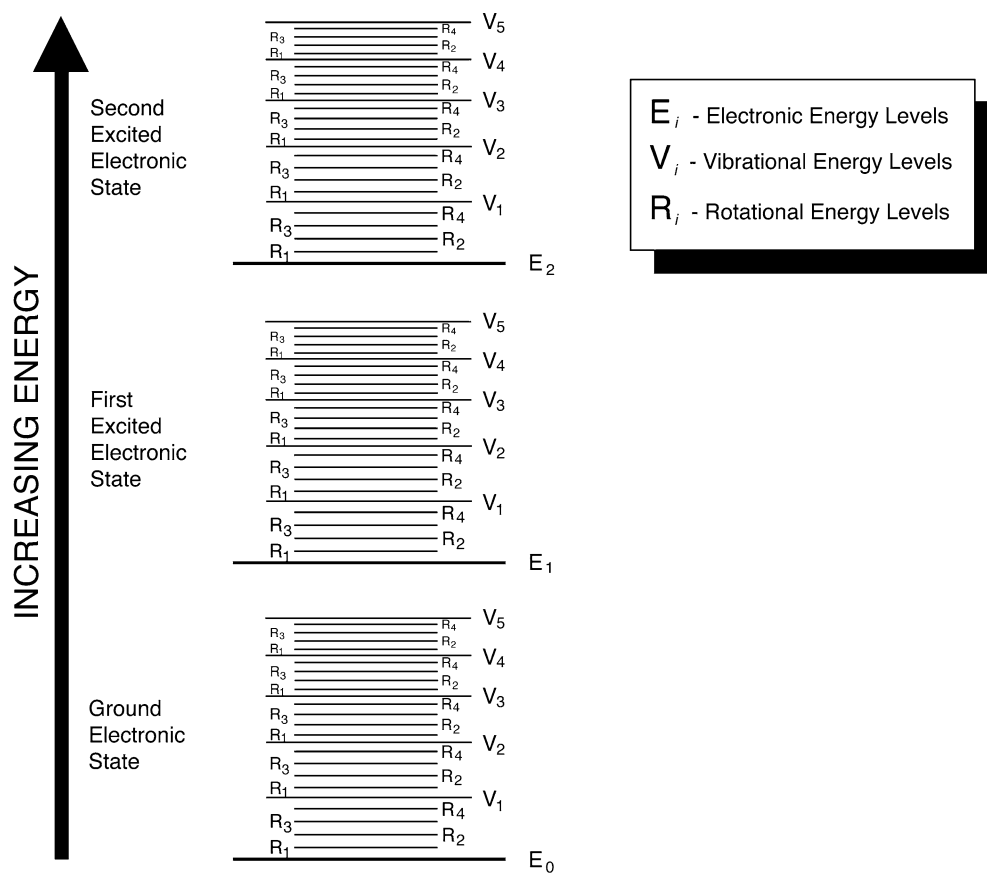 INCREASING ENERGY
Second
Excited
Electronic
State
V5
R4
R3
R2
R1
V4
R4
R3
R2
R1
V3
R4
R3
R2
R1
V2
R4
R3
R2
R1
V1
R4
R3
R2
R1
E2
First
Excited
Electronic
State
V5
R4
R3
R2
R1
V4
R4
R3
R2
R1
V3
R4
R3
R2
R1
V2
R4
R3
R2
R1
V1
R4
R3
R2
R1
E1
Ground
Electronic
State
V5
R4
R3
R2
R1
V4
R4
R3
R2
R1
V3
R4
R3
R2
R1
V2
R4
R3
R2
R1
V1
R4
R3
R2
R1
E0
Ei - Electronic Energy Levels
Vi - Vibrational Energy Levels
Ri - Rotational Energy Levels